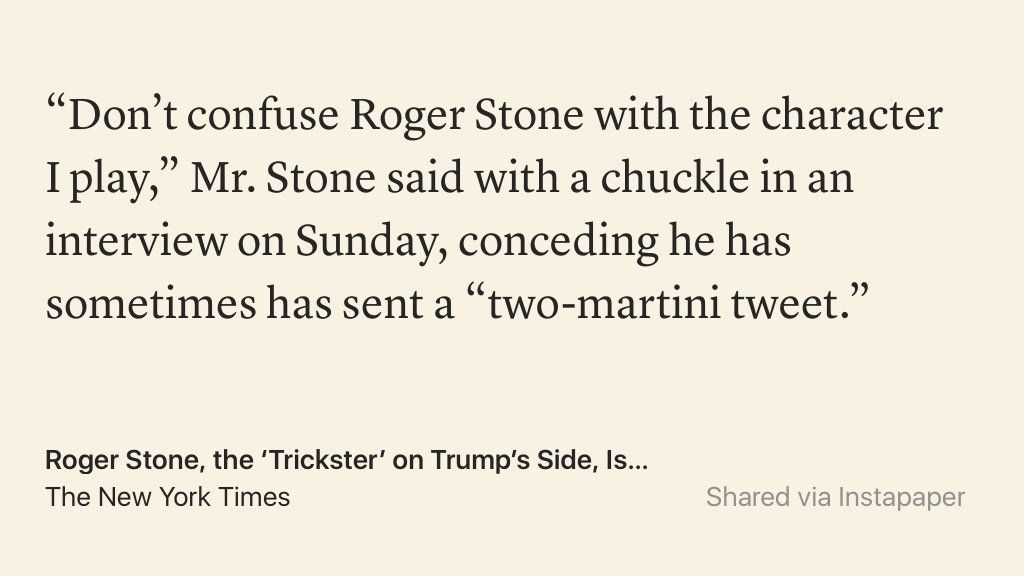 “Don’t confuse Roger Stone with the character
I play,” Mr. Stone said with a chuckle in an
interview on Sunday, conceding he has
sometimes has sent a “two-martini tweet.”
Roger Stone, the ‘Trickster’ on Trump’s Side, Is...
The New York Times
Shared via Instapaper